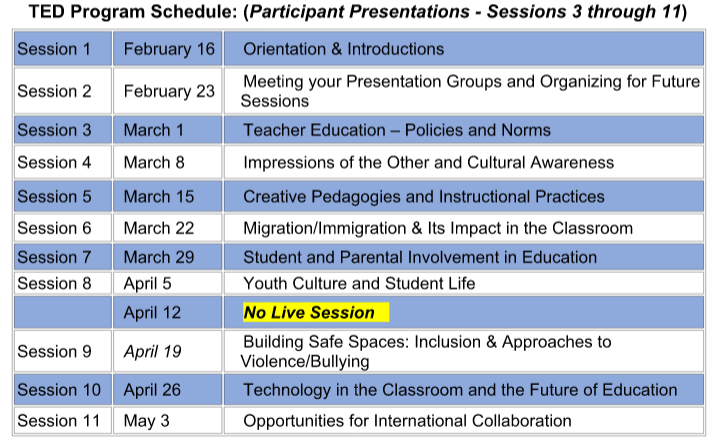 TED Program Schedule: (Participant Presentations - Sessions 3 through 11)
Session 1 February 16 Orientation & Introductions
Session 2 February 23 Meeting your Presentation Groups and Organizing for Future
Sessions
Session 3 March 1 Teacher Education – Policies and Norms
Session 4 March 8 Impressions of the Other and Cultural Awareness
Session 5 March 15 Creative Pedagogies and Instructional Practices
Session 6 March 22 Migration/Immigration & Its Impact in the Classroom
Session 7 March 29 Student and Parental Involvement in Education
Session 8 April 5 Youth Culture and Student Life
April 12 No Live Session
Session 9 April 19 Building Safe Spaces: Inclusion & Approaches to
Violence/Bullying
Session 10 April 26 Technology in the Classroom and the Future of Education
Session 11 May 3 Opportunities for International Collaboration